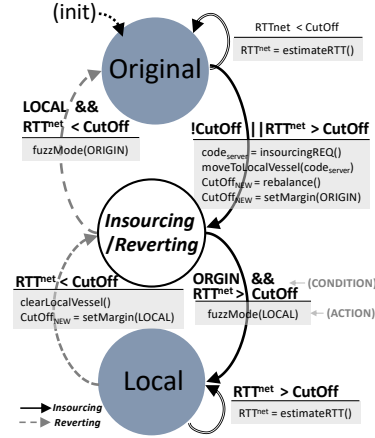 (init)
RTTnet < CutOff
RTTnet = estimateRTT()
Original
LOCAL &&
RTTnet < CutOff
fuzzMode(ORIGIN)
!CutOff ||RTTnet > CutOff
codeserver = insourcingREQ()
moveToLocalVessel(codeserver)
CutOffNEW = rebalance()
CutOffNEW = setMargin(ORIGIN)
Insourcing
/Reverting
RTTnet < CutOff
clearLocalVessel()
CutOffNEW = setMargin(LOCAL)
ORGIN &&
RTTnet > CutOff
(CONDITION)
fuzzMode(LOCAL)
(ACTION)
Local
RTTnet > CutOff
RTTnet = estimateRTT()
Insourcing
Reverting